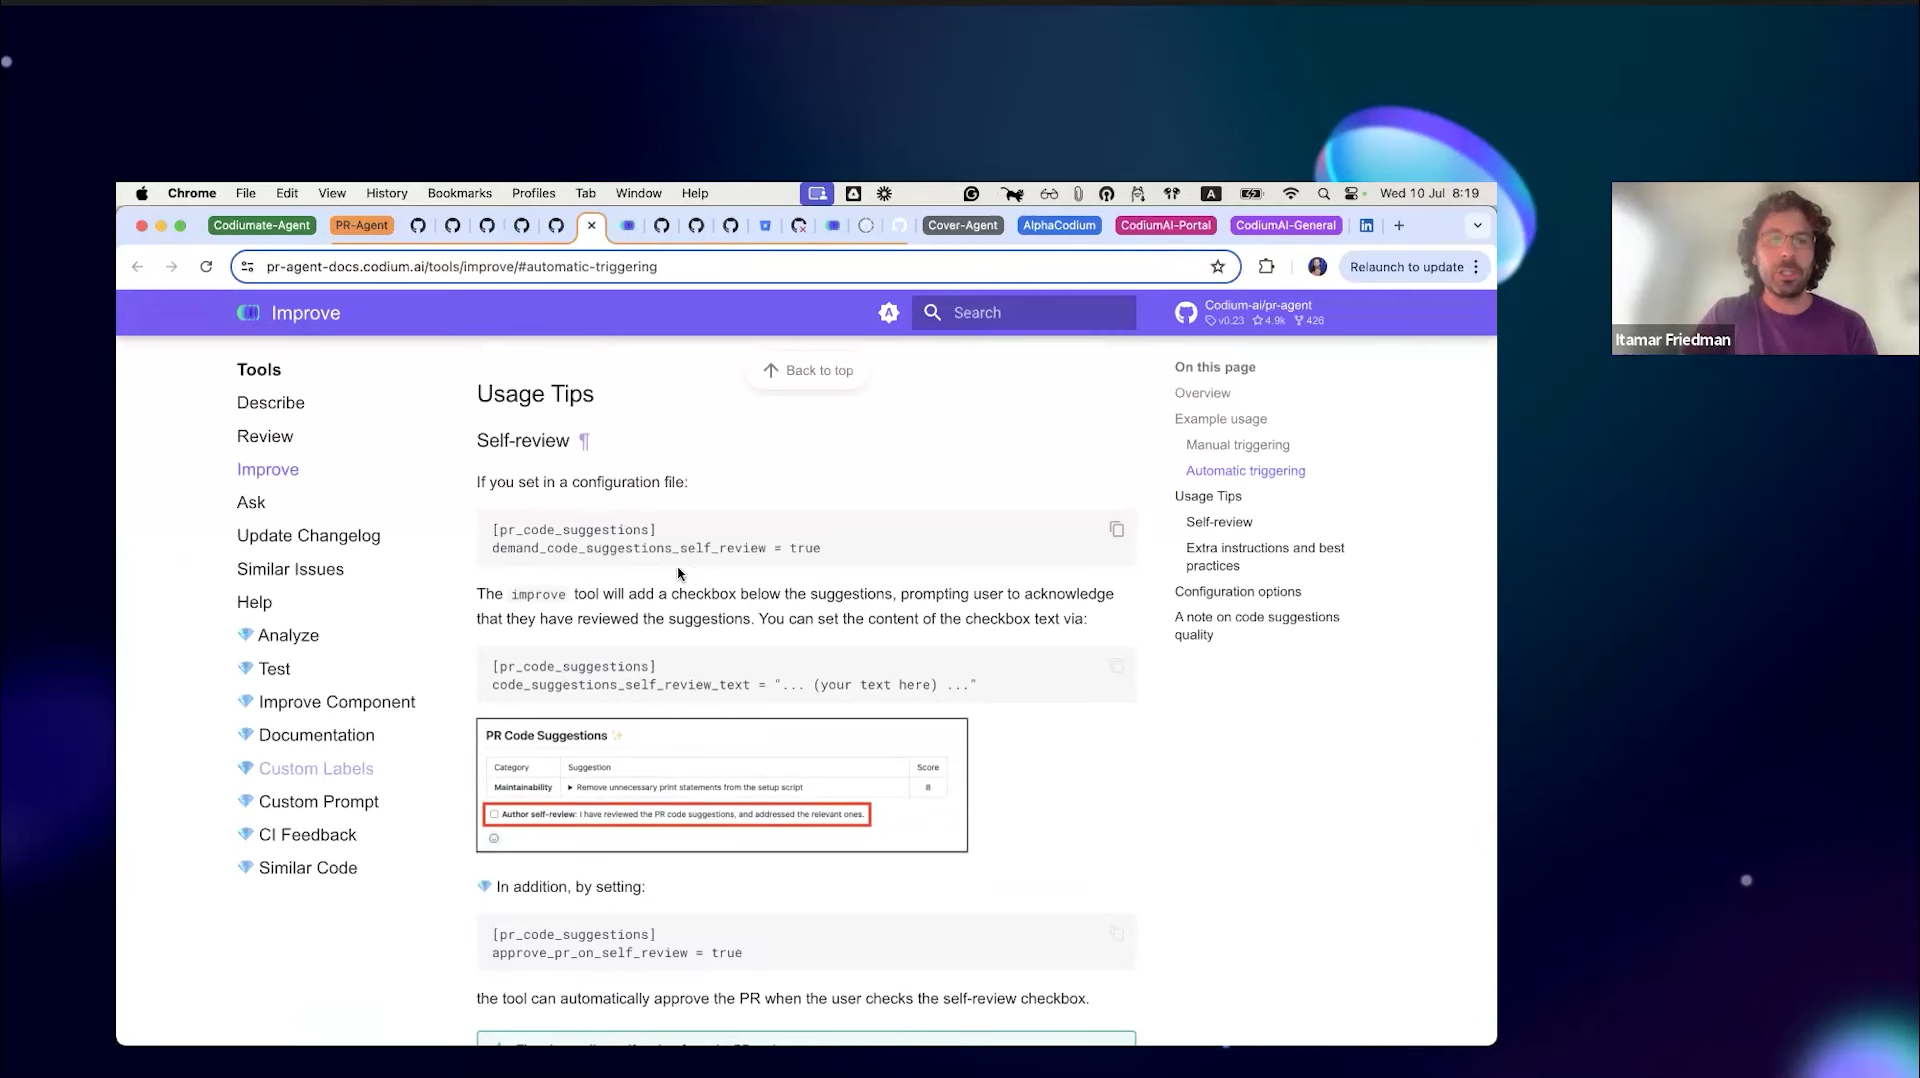 Chrome File Edit View History Bookmarks Profiles Tab Window Help
A
Wed 10 Jul 8:19
Codiumate-Agent
PR-Agent
Cover-Agent
AlphaCodium
CodiumAI-Portal
CodiumAI-General
pr-agent-docs.codium.ai/tools/improve/#automatic-triggering
Relaunch to update
Improve
Search
Codium-ai/pr-agent
v0.23 4.9k 426
Itamar Friedman
Tools
Describe
Review
Improve
Ask
Update Changelog
Similar Issues
Help
Analyze
Test
Improve Component
Documentation
Custom Labels
Custom Prompt
CI Feedback
Similar Code
Back to top
Usage Tips
Self-review ¶
If you set in a configuration file:
[pr_code_suggestions]
demand_code_suggestions_self_review = true
The improve tool will add a checkbox below the suggestions, prompting user to acknowledge
that they have reviewed the suggestions. You can set the content of the checkbox text via:
[pr_code_suggestions]
code_suggestions_self_review_text = "... (your text here) ..."
PR Code Suggestions
Category Suggestion Score
Maintainability Remove unnecessary print statements from the setup script 8
Author self-review: I have reviewed the PR code suggestions, and addressed the relevant ones.
In addition, by setting:
[pr_code_suggestions]
approve_pr_on_self_review = true
the tool can automatically approve the PR when the user checks the self-review checkbox.
On this page
Overview
Example usage
Manual triggering
Automatic triggering
Usage Tips
Self-review
Extra instructions and best
practices
Configuration options
A note on code suggestions
quality